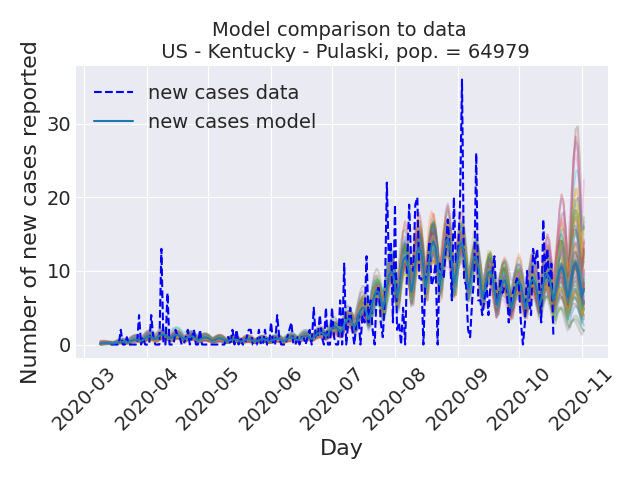 Model comparison to data
US - Kentucky - Pulaski, pop. = 64979
Number of new cases reported
new cases data
new cases model
30
20
10
0
2020-03
2020-04
2020-05
2020-06
2020-07
2020-08
2020-09
2020-10
2020-11
Day